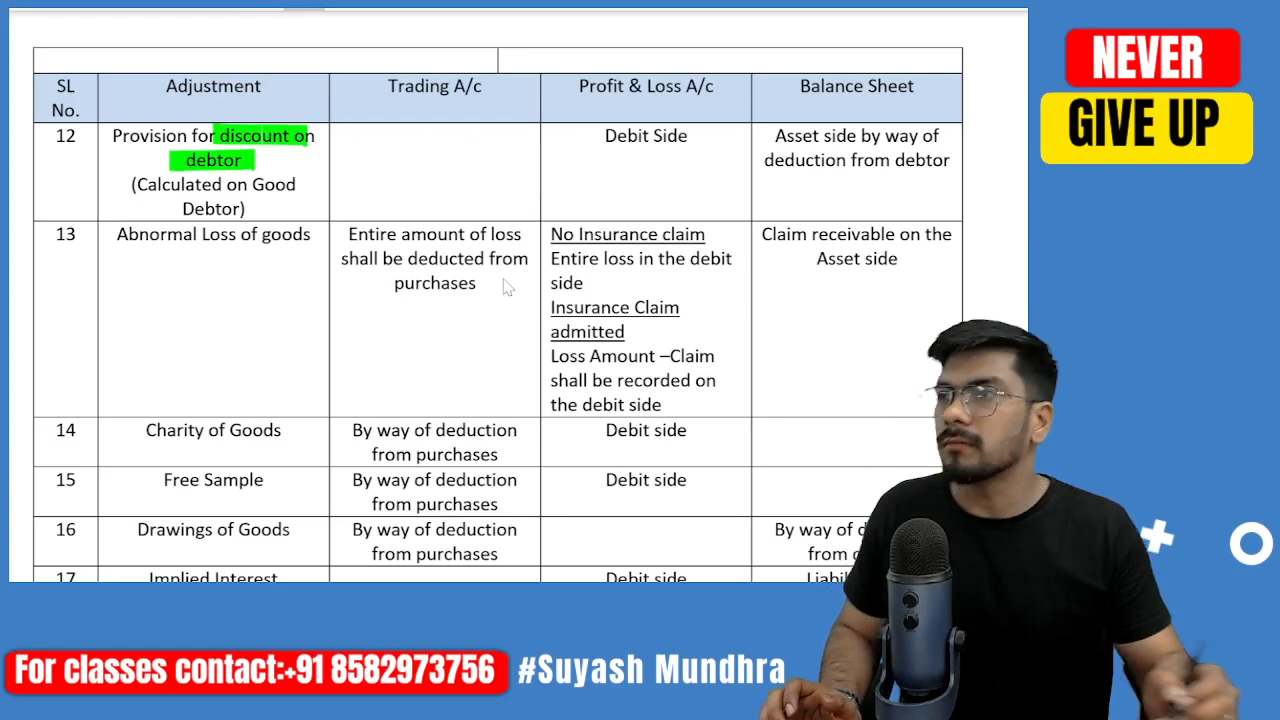 NEVER
GIVE UP
SL No.
Adjustment
Trading A/c
Profit & Loss A/c
Balance Sheet
12
Provision for discount on
debtor
(Calculated on Good
Debtor)
Debit Side
Asset side by way of
deduction from debtor
13
Abnormal Loss of goods
Entire amount of loss
shall be deducted from
purchases
No Insurance claim
Entire loss in the debit
side
Insurance Claim
admitted
Loss Amount –Claim
shall be recorded on
the debit side
Claim receivable on the
Asset side
14
Charity of Goods
By way of deduction
from purchases
Debit side
15
Free Sample
By way of deduction
from purchases
Debit side
16
Drawings of Goods
By way of deduction
from purchases
By way of
from
17
Implied Interest
Debit side
For classes contact:+91 8582973756
#Suyash Mundhra